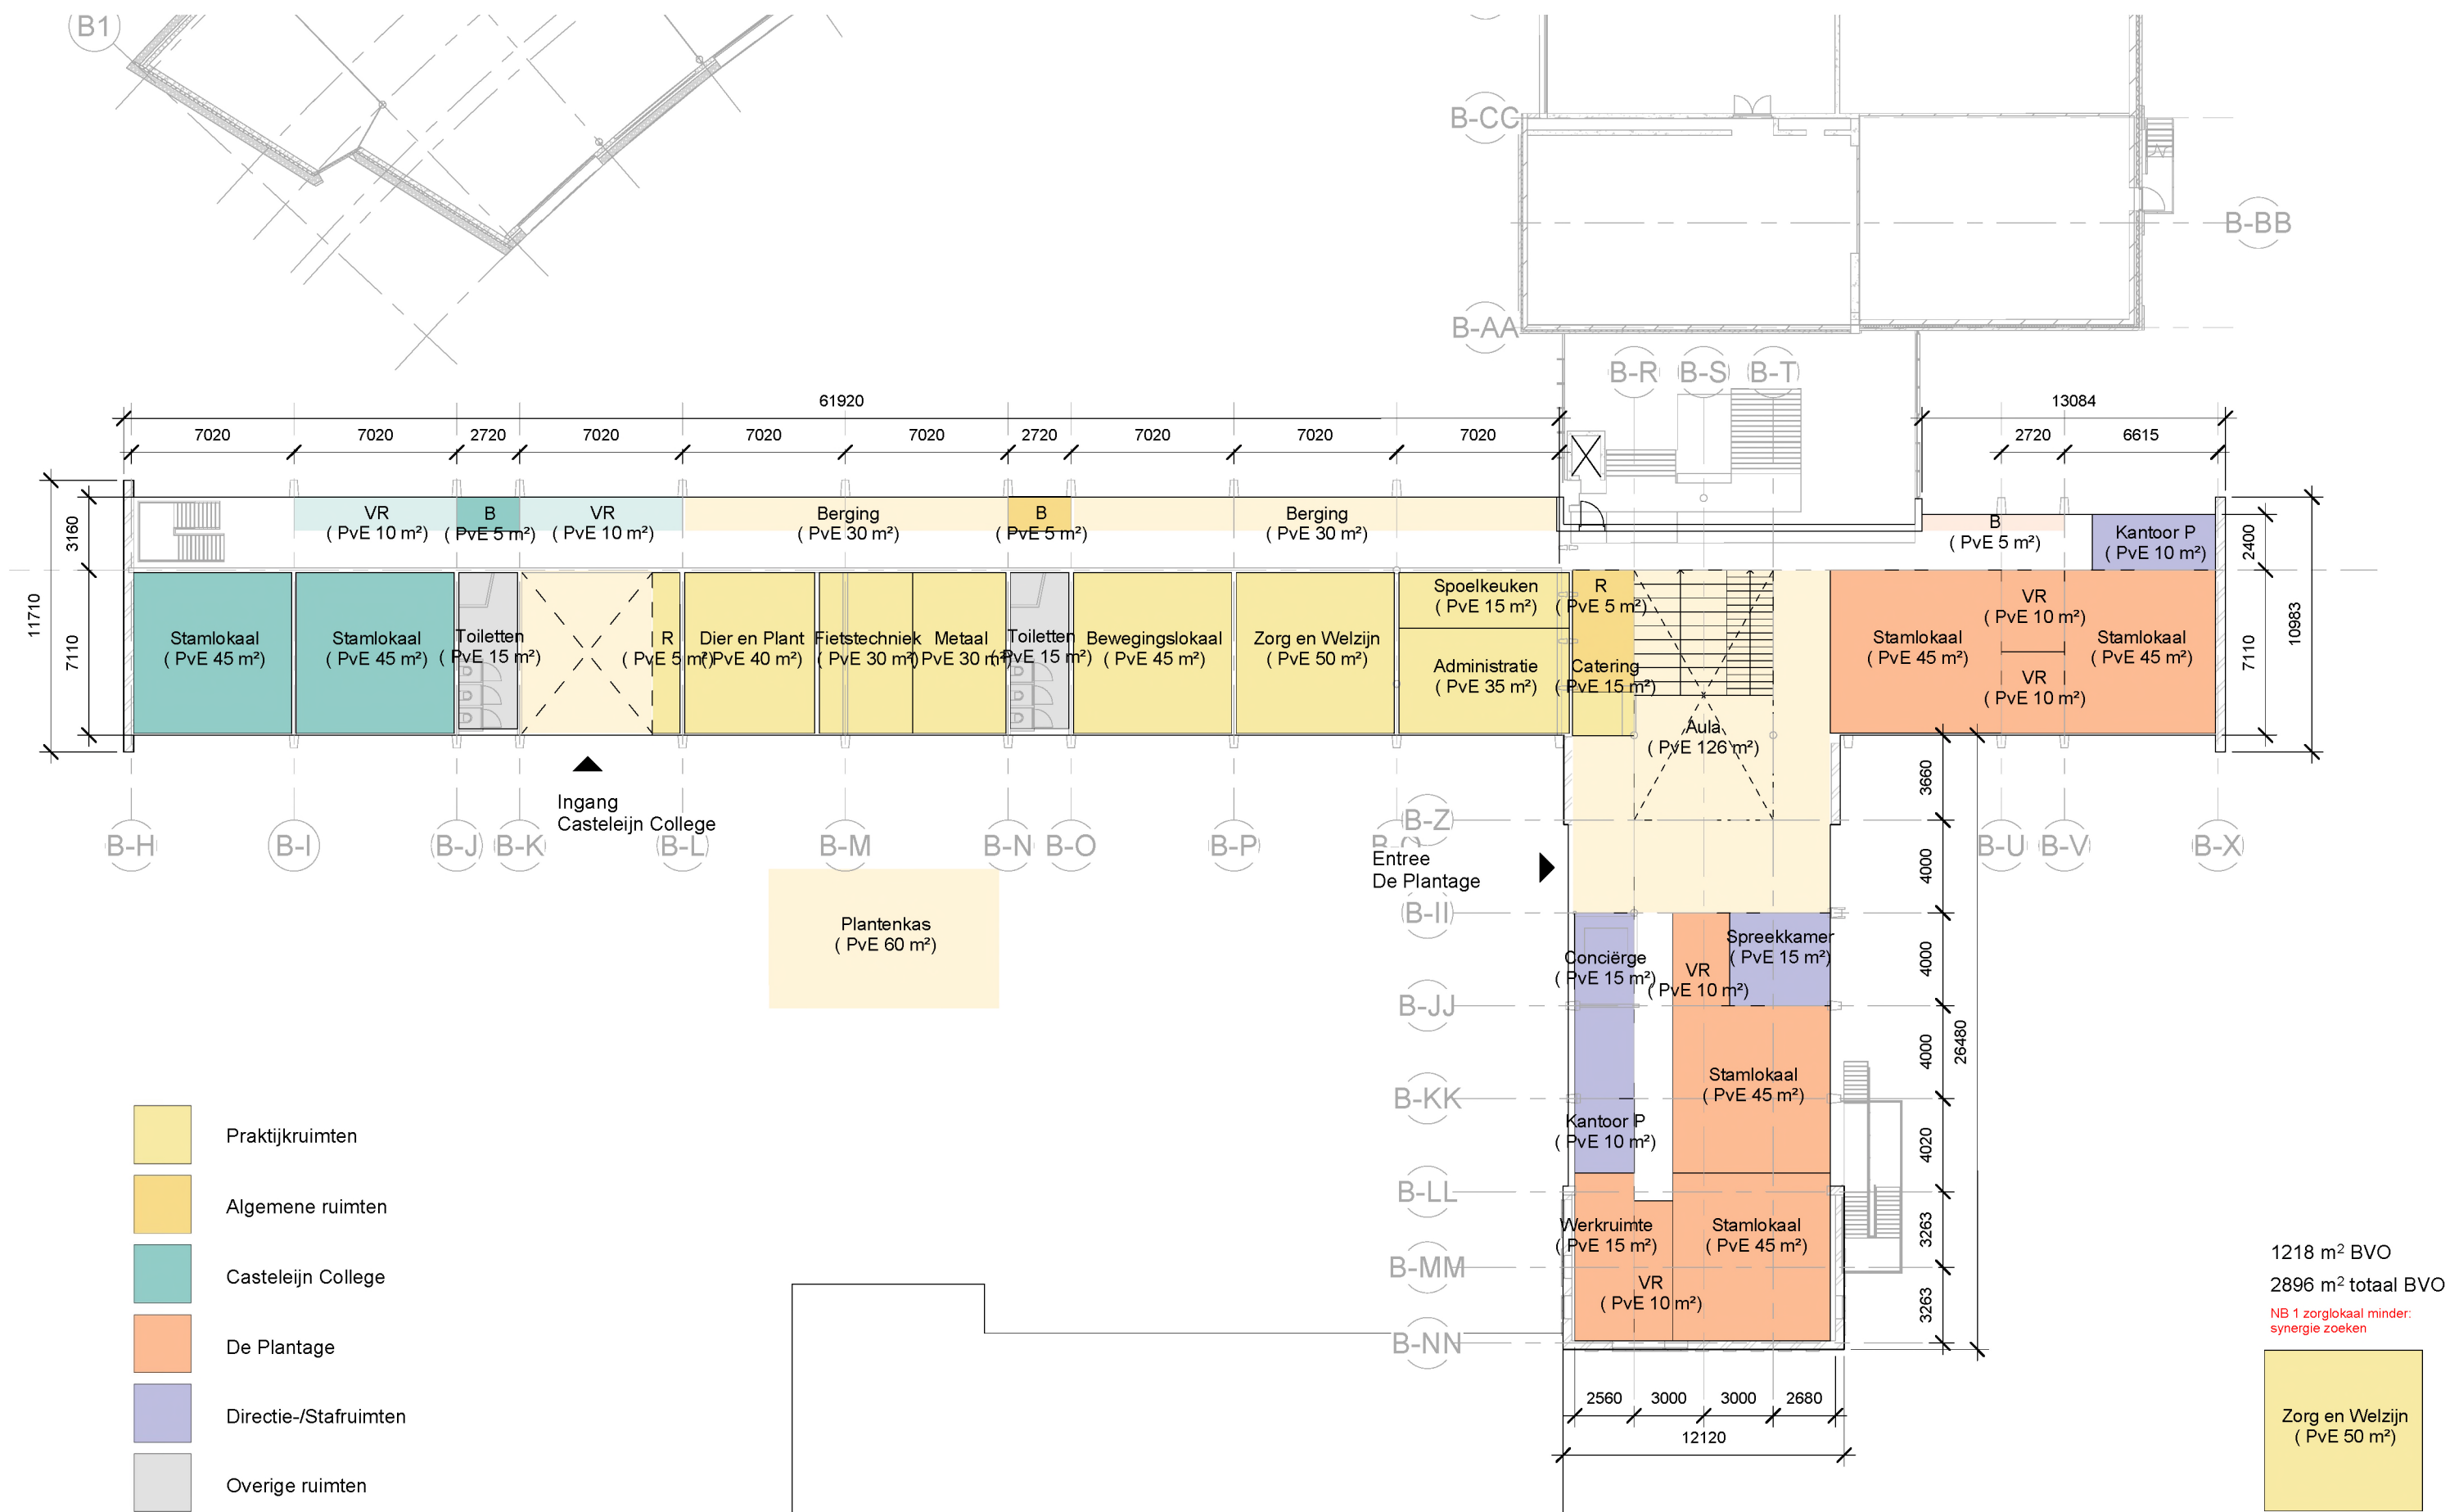 B1
B-CC
B-BB
B-AA
B-R
B-S
B-T
61920
13084
7020
7020
2720
7020
7020
7020
2720
7020
7020
7020
2720
6615
11710
3160
7110
VR
( PvE 10 m²)
B
( PvE 5 m²)
VR
( PvE 10 m²)
Berging
( PvE 30 m²)
B
( PvE 5 m²)
Berging
( PvE 30 m²)
B
( PvE 5 m²)
Kantoor P
( PvE 10 m²)
2400
10983
7110
Stamlokaal
( PvE 45 m²)
Stamlokaal
( PvE 45 m²)
Toiletten
( PvE 15 m²)
R
( PvE 5 m²)
Dier en Plant
( PvE 40 m²)
Fietstechniek
( PvE 30 m²)
Metaal
( PvE 30 m²)
Toiletten
( PvE 15 m²)
Bewegingslokaal
( PvE 45 m²)
Zorg en Welzijn
( PvE 50 m²)
Spoelkeuken
( PvE 15 m²)
Administratie
( PvE 35 m²)
R
( PvE 5 m²)
Catering
( PvE 15 m²)
Aula
( PvE 126 m²)
Stamlokaal
( PvE 45 m²)
VR
( PvE 10 m²)
VR
( PvE 10 m²)
Stamlokaal
( PvE 45 m²)
Ingang
Casteleijn College
B-H
B-I
B-J
B-K
B-L
B-M
B-N
B-O
B-P
B-Z
B-U
B-V
B-X
Entree
De Plantage
B-II
B-JJ
B-KK
B-LL
B-MM
B-NN
Plantenkas
( PvE 60 m²)
Conciërge
( PvE 15 m²)
VR
( PvE 10 m²)
Spreekkamer
( PvE 15 m²)
Stamlokaal
( PvE 45 m²)
Kantoor P
( PvE 10 m²)
Werkruimte
( PvE 15 m²)
Stamlokaal
( PvE 45 m²)
VR
( PvE 10 m²)
3660
4000
4000
4000
4020
3263
3263
26480
2560
3000
3000
2680
12120
Praktijkruimten
Algemene ruimten
Casteleijn College
De Plantage
Directie-/Stafruimten
Overige ruimten
1218 m² BVO
2896 m² totaal BVO
NB 1 zorglokaal minder:
synergie zoeken
Zorg en Welzijn
( PvE 50 m²)